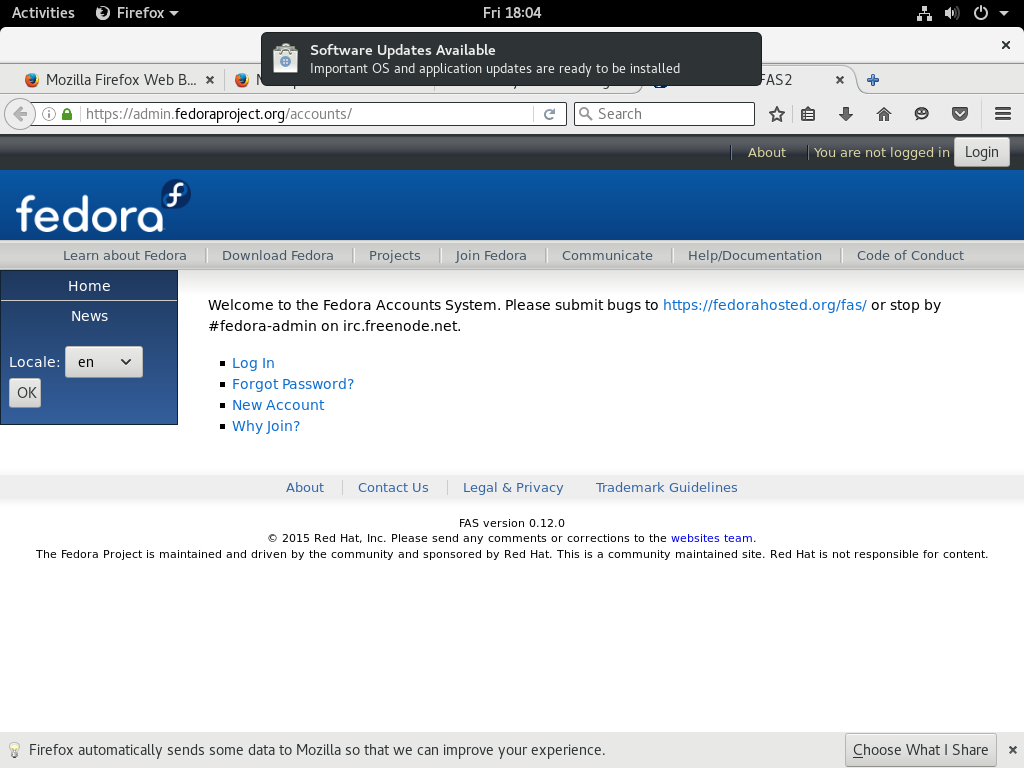 Activities Firefox Fri 18:04
Software Updates Available
Important OS and application updates are ready to be installed
Mozilla Firefox Web B... FAS2
https://admin.fedoraproject.org/accounts/ Search
About You are not logged in Login
fedora
Learn about Fedora Download Fedora Projects Join Fedora Communicate Help/Documentation Code of Conduct
Home
News
Locale: en
OK
Welcome to the Fedora Accounts System. Please submit bugs to https://fedorahosted.org/fas/ or stop by
#fedora-admin on irc.freenode.net.
Log In
Forgot Password?
New Account
Why Join?
About Contact Us Legal & Privacy Trademark Guidelines
FAS version 0.12.0
© 2015 Red Hat, Inc. Please send any comments or corrections to the websites team.
The Fedora Project is maintained and driven by the community and sponsored by Red Hat. This is a community maintained site. Red Hat is not responsible for content.
Firefox automatically sends some data to Mozilla so that we can improve your experience. Choose What I Share